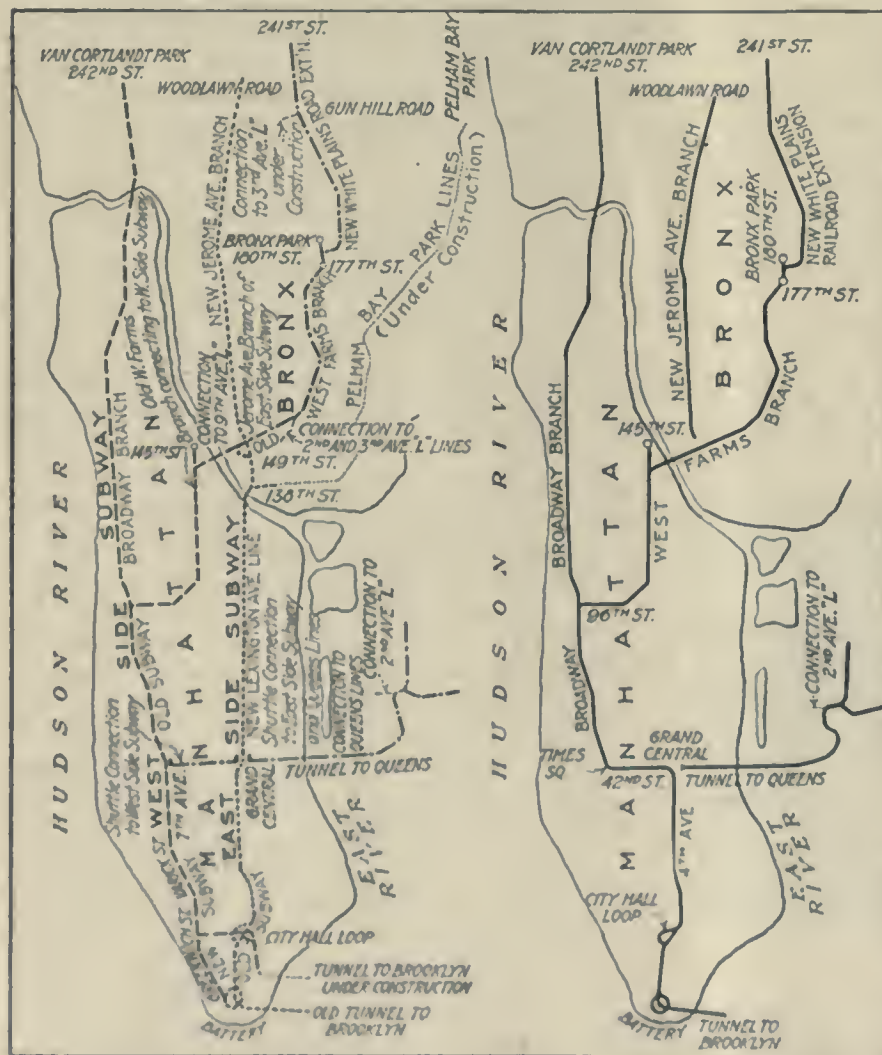 241ST ST.
VAN CORTLANDT PARK
242ND ST.
WOODLAWN ROAD
NEW WHITE PLAINS ROAD EXT'N.
GUN HILL ROAD
PELHAM BAY
PARK
Connection
to 3rd Ave. "L"
under
Construction
NEW JEROME AVE. BRANCH
BRONX PARK
180TH ST.
177TH ST.
PELHAM BAY PARK LINES
(Under Construction)
BRONX
WEST FARMS BRANCH
OLD
Old W. Farms
Branch connecting to W. Side Subway
CONNECTION
TO 9TH AVE. "L"
Jerome Ave. Branch of
East Side Subway
145TH ST.
CONNECTION TO
2ND AND 3RD AVE. "L" LINES
149TH ST.
138TH ST.
HUDSON RIVER
WEST SIDE SUBWAY
BROADWAY BRANCH
OLD SUBWAY
MANHATTAN
EAST SIDE SUBWAY
NEW LEXINGTON AVE LINE
Shuttle Connection
to West Side Subway
7TH AVE.
GRAND
CENTRAL
Shuttle Connection
to East Side Subway
and Queens Lines
CONNECTION TO
QUEENS LINES
CONNECTION TO
2ND AVE "L"
TUNNEL TO QUEENS
EAST
RIVER
VARICK ST
NEW
SUBWAY
OLD
SUBWAY
CITY HALL LOOP
TUNNEL TO BROOKLYN
UNDER CONSTRUCTION
OLD TUNNEL TO
BROOKLYN
BATTERY
241ST ST.
VAN CORTLANDT PARK
242ND ST.
WOODLAWN ROAD
NEW JEROME AVE. BRANCH
NEW WHITE PLAINS
RAILROAD EXTENSION
BRONX PARK
180TH ST.
177TH ST.
BRONX
HUDSON RIVER
BROADWAY BRANCH
145TH ST.
WEST FARMS BRANCH
MANHATTAN
96TH ST.
BROADWAY
CONNECTION TO
2ND AVE. "L"
TIMES
SQ
GRAND
CENTRAL
42ND ST.
TUNNEL TO QUEENS
4TH AVE
EAST
RIVER
CITY HALL
LOOP
BATTERY
TUNNEL TO
BROOKLYN